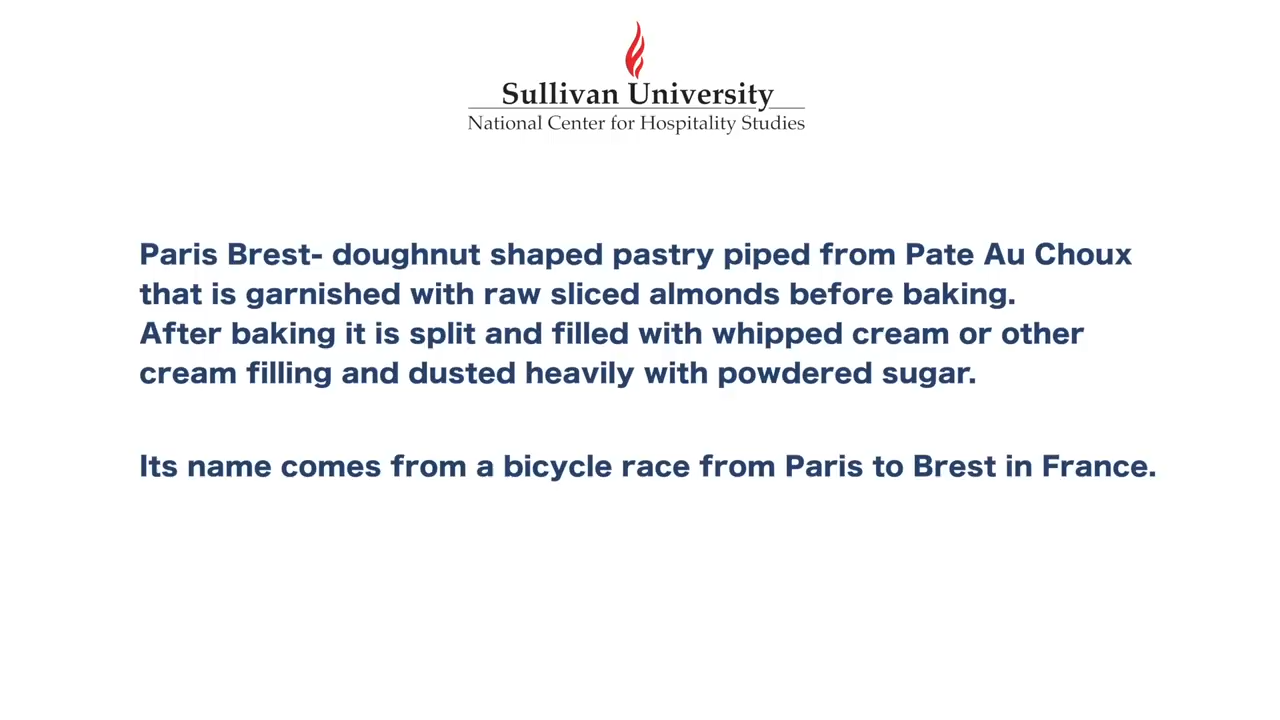 Sullivan University
National Center for Hospitality Studies
Paris Brest- doughnut shaped pastry piped from Pate Au Choux
that is garnished with raw sliced almonds before baking.
After baking it is split and filled with whipped cream or other
cream filling and dusted heavily with powdered sugar.
Its name comes from a bicycle race from Paris to Brest in France.